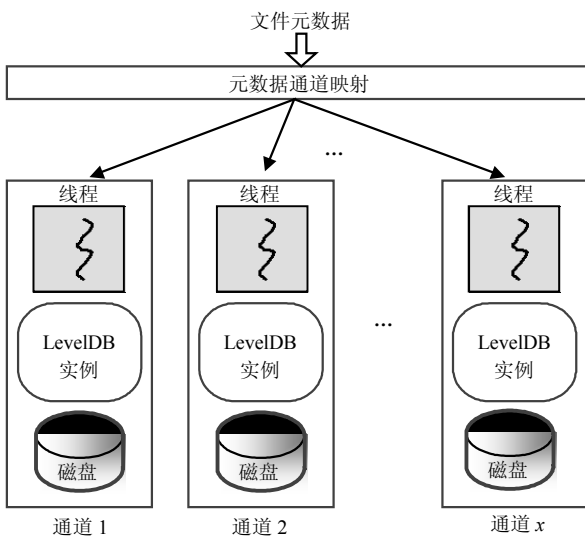 文件元数据
元数据通道映射
...
线程
线程
线程
...
LevelDB
实例
LevelDB
实例
LevelDB
实例
磁盘
磁盘
磁盘
通道 1
通道 2
通道 x